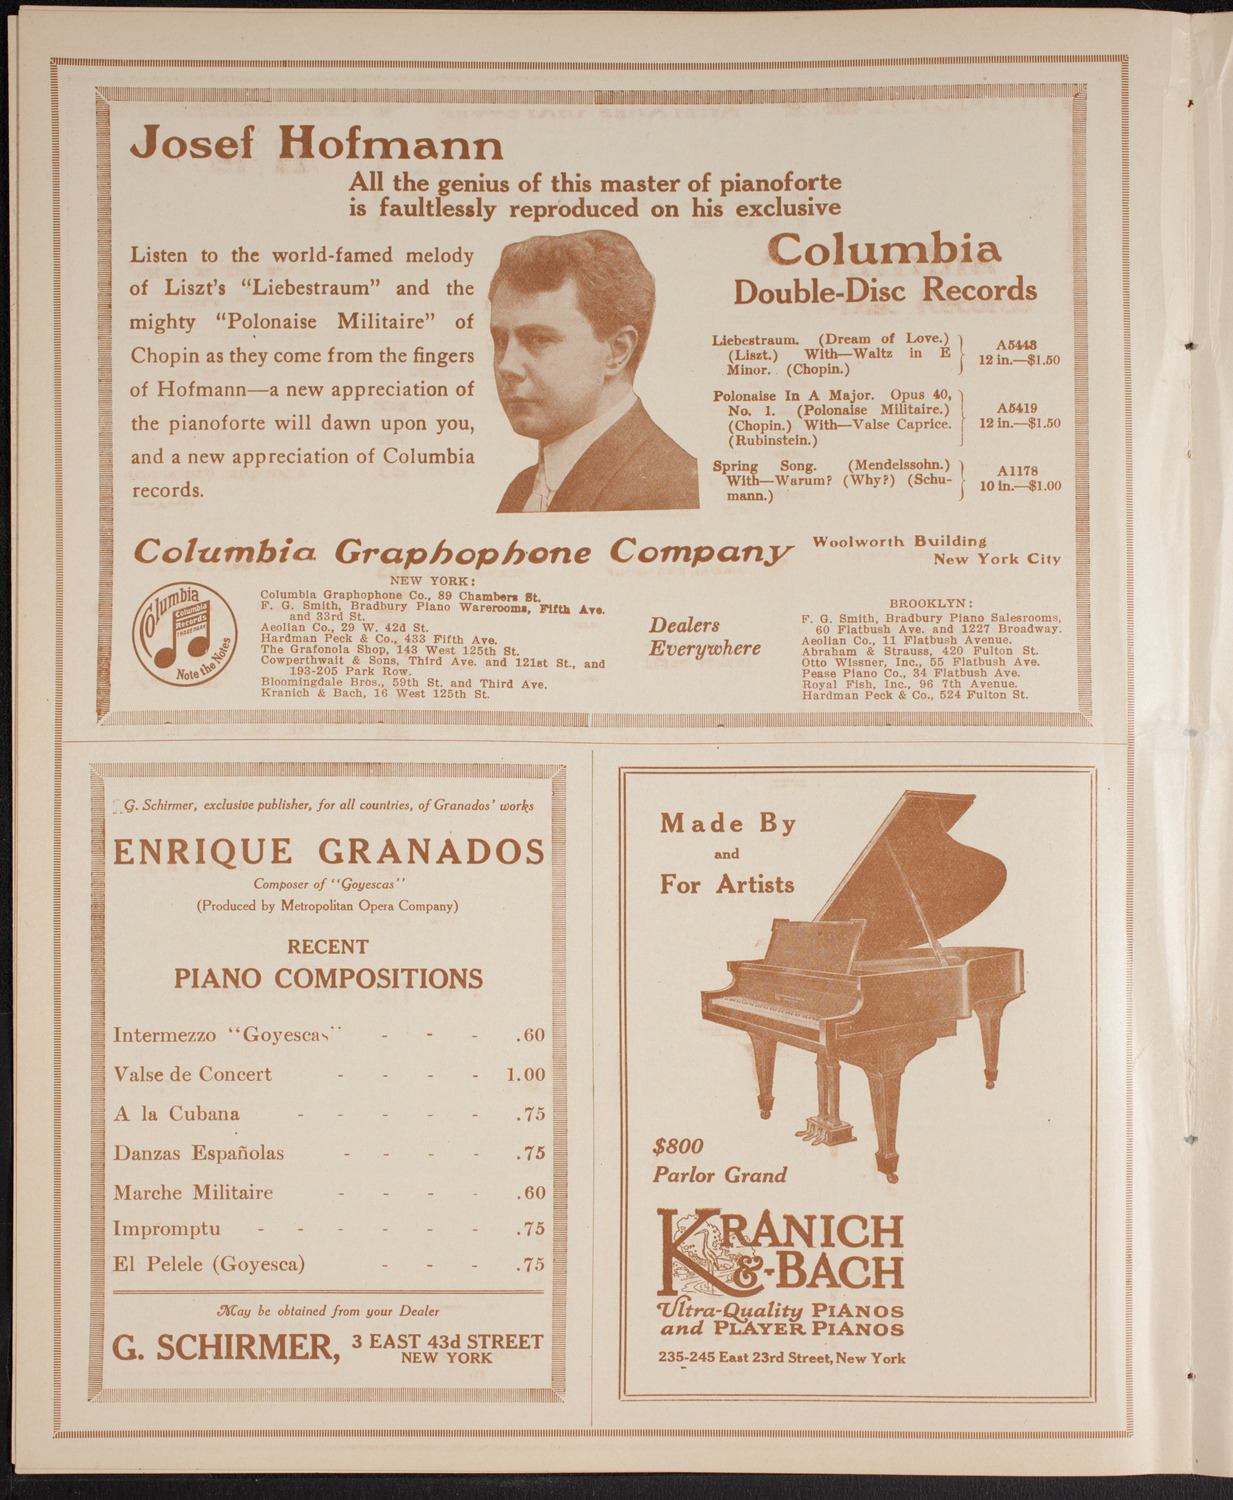 Josef Hofmann
All the genius of this master of pianoforte
is faultlessly reproduced on his exclusive
Listen to the world-famed melody
of Liszt's "Liebestraum" and the
mighty "Polonaise Militaire" of
Chopin as they come from the fingers
of Hofmann—a new appreciation of
the pianoforte will dawn upon you,
and a new appreciation of Columbia
records.
Columbia
Double-Disc Records
Liebestraum. (Dream of Love.)
(Liszt.) With—Waltz in E
Minor. (Chopin.)
A5448
12 in.—$1.50
Polonaise In A Major. Opus 40,
No. 1. (Polonaise Militaire.)
(Chopin.) With—Valse Caprice.
(Rubinstein.)
A5419
12 in.—$1.50
Spring Song. (Mendelssohn.)
With—Warum? (Why?) (Schu-
mann.)
A1178
10 in.—$1.00
Columbia Graphophone Company
Woolworth Building
New York City
Columbia
Columbia
Records
TRADE MARK
Note the Notes
NEW YORK:
Columbia Graphophone Co., 89 Chambers St.
F. G. Smith, Bradbury Piano Warerooms, Fifth Ave.
and 33rd St.
Aeolian Co., 29 W. 42d St.
Hardman Peck & Co., 433 Fifth Ave.
The Grafonola Shop, 143 West 125th St.
Cowperthwait & Sons, Third Ave. and 121st St., and
193-205 Park Row.
Bloomingdale Bros., 59th St. and Third Ave.
Kranich & Bach, 16 West 125th St.
Dealers
Everywhere
BROOKLYN:
F. G. Smith, Bradbury Piano Salesrooms,
60 Flatbush Ave. and 1227 Broadway.
Aeolian Co., 11 Flatbush Avenue.
Abraham & Strauss, 420 Fulton St.
Otto Wissner, Inc., 55 Flatbush Ave.
Pease Piano Co., 34 Flatbush Ave.
Royal Fish, Inc., 96 7th Avenue.
Hardman Peck & Co., 524 Fulton St.
G. Schirmer, exclusive publisher, for all countries, of Granados' works
ENRIQUE GRANADOS
Composer of "Goyescas"
(Produced by Metropolitan Opera Company)
RECENT
PIANO COMPOSITIONS
Intermezzo "Goyescas" - - - .60
Valse de Concert - - - - 1.00
A la Cubana - - - - - .75
Danzas Españolas - - - - .75
Marche Militaire - - - - .60
Impromptu - - - - - - .75
El Pelele (Goyesca) - - - .75
May be obtained from your Dealer
G. SCHIRMER, 3 EAST 43d STREET
NEW YORK
Made By
and
For Artists
$800
Parlor Grand
KRANICH
&-BACH
Ultra-Quality PIANOS
and PLAYER PIANOS
235-245 East 23rd Street, New York